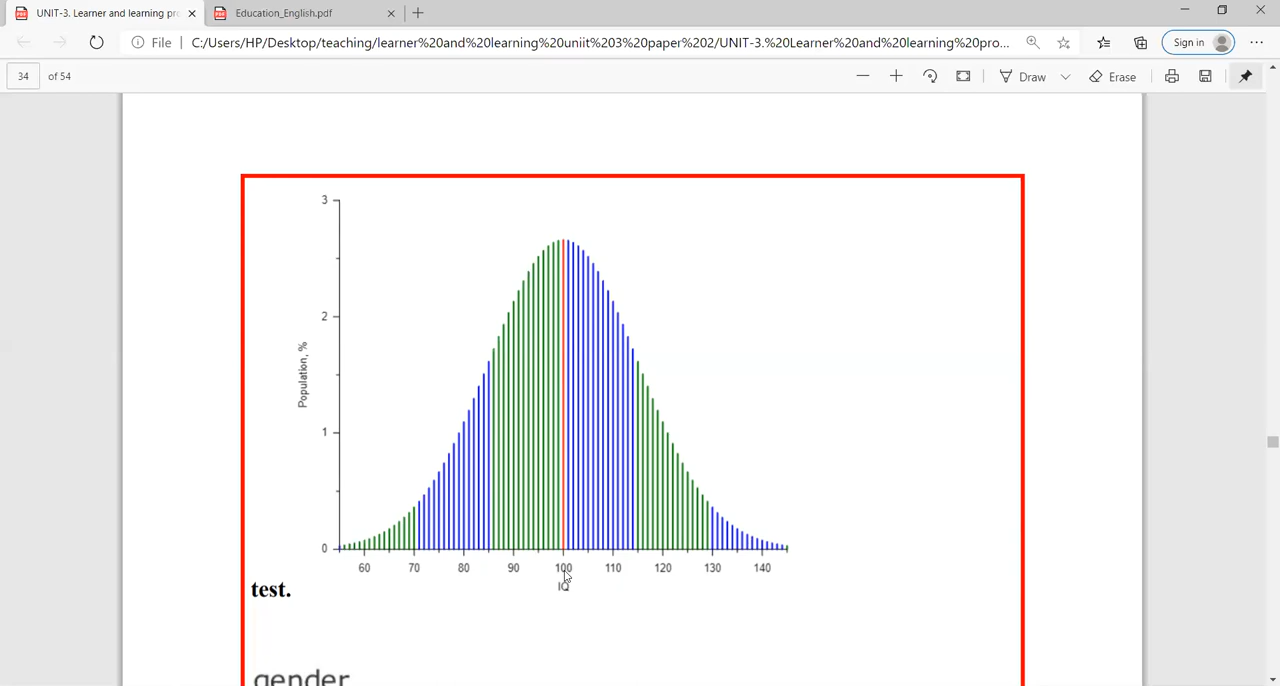 UNIT-3. Learner and learning pro
Education_English.pdf
File
C:/Users/HP/Desktop/teaching/learner%20and%20learning%20uniit%203%20paper%202/UNIT-3.%20Learner%20and%20learning%20pro...
Sign in
34 of 54
Draw
Erase
3
2
1
0
Population, %
60 70 80 90 100 110 120 130 140
IQ
test.
gender